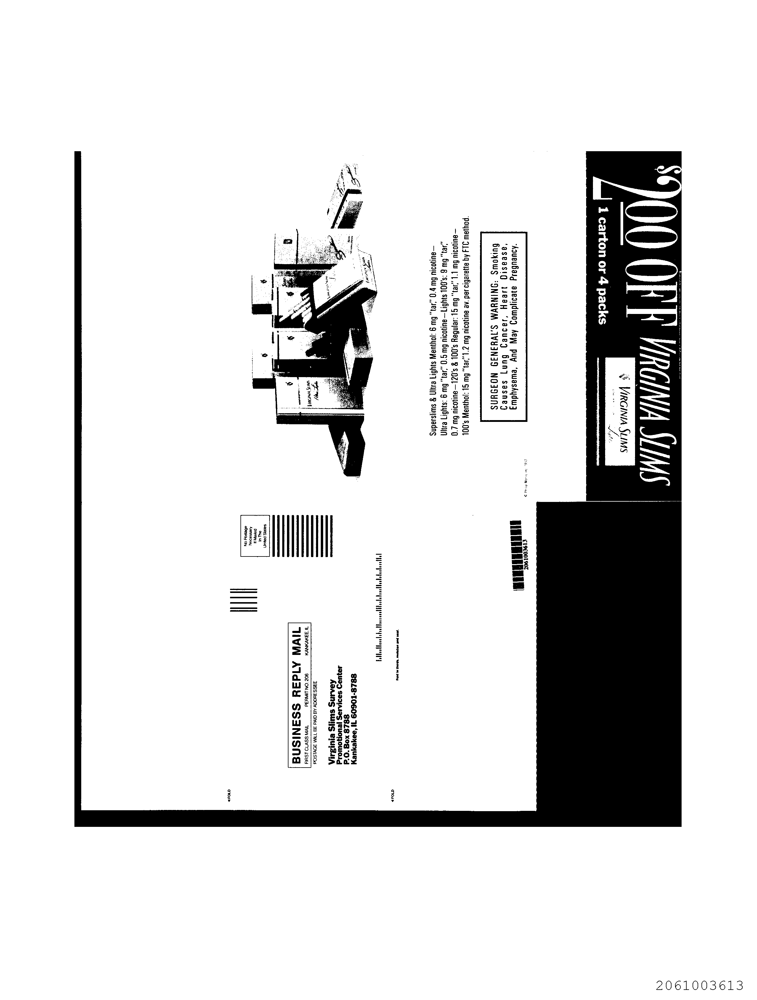 $2.00 OFF VIRGINIA SLIMS
1 carton or 4 packs
VIRGINIA SLIMS
Superslims & Ultra Lights Menthol: 6 mg "tar," 0.4 mg nicotine—
Ultra Lights: 6 mg "tar," 0.5 mg nicotine—Lights 100's: 9 mg "tar,"
0.7 mg nicotine—120's & 100's Regular: 15 mg "tar," 1.1 mg nicotine—
100's Menthol: 15 mg "tar," 1.2 mg nicotine av. per cigarette by FTC method.
SURGEON GENERAL'S WARNING: Smoking
Causes Lung Cancer, Heart Disease,
Emphysema, And May Complicate Pregnancy.
No Postage
Necessary
If Mailed
In The
United States
BUSINESS REPLY MAIL
FIRST CLASS MAIL PERMIT NO 206 KANKAKEE IL
POSTAGE WILL BE PAID BY ADDRESSEE
Virginia Slims Survey
Promotional Services Center
P.O. Box 8788
Kankakee, IL 60901-8788
Fold in thirds, moisten and seal.
FOLD
FOLD
2061003613
2061003613